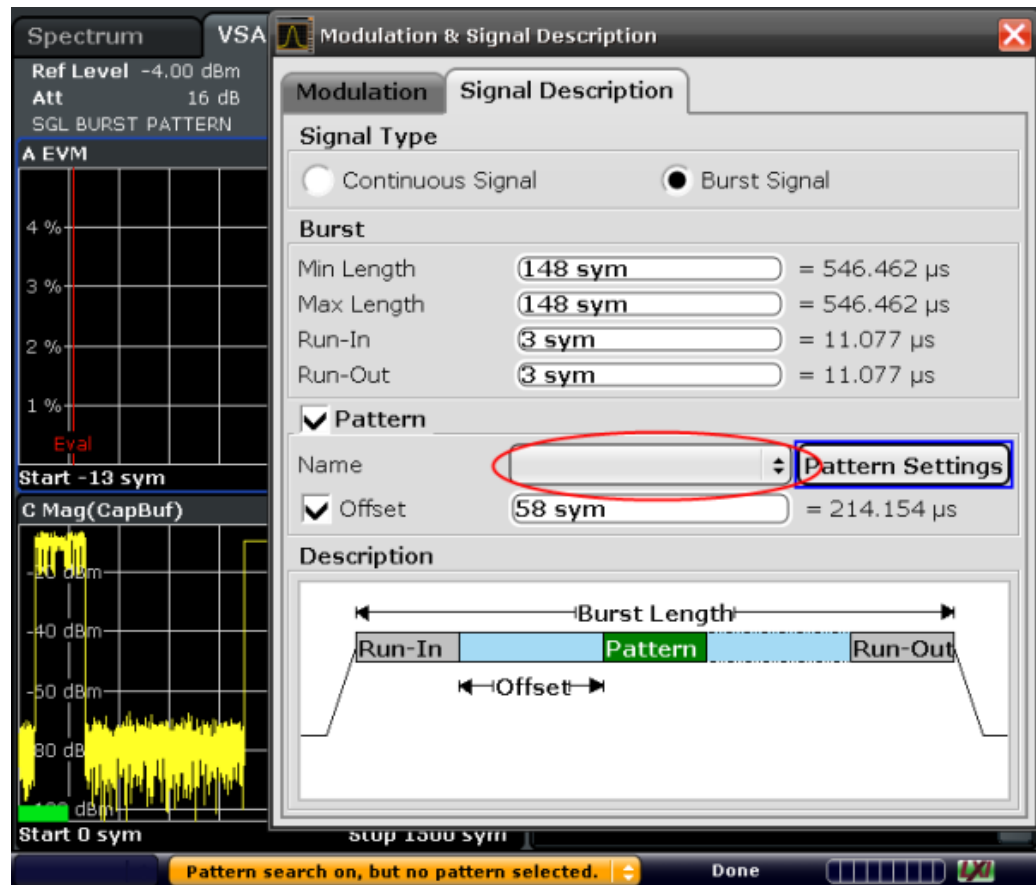 Spectrum VSA
Modulation & Signal Description
Ref Level -4.00 dBm
Att 16 dB
SGL BURST PATTERN
A EVM
4 %
3 %
2 %
1 %
Eval
Start -13 sym
C Mag(CapBuf)
-20 dBm
-40 dBm
dBm
dBm
Start 0 sym
Stop 1500 sym
Modulation Signal Description
Signal Type
Continuous Signal Burst Signal
Burst
Min Length 148 sym = 546.462 µs
Max Length 148 sym = 546.462 µs
Run-In 3 sym = 11.077 µs
Run-Out 3 sym = 11.077 µs
Pattern
Name Pattern Settings
Offset 58 sym = 214.154 µs
Description
Burst Length
Run-In Pattern Run-Out
Offset
Pattern search on, but no pattern selected. Done LXI